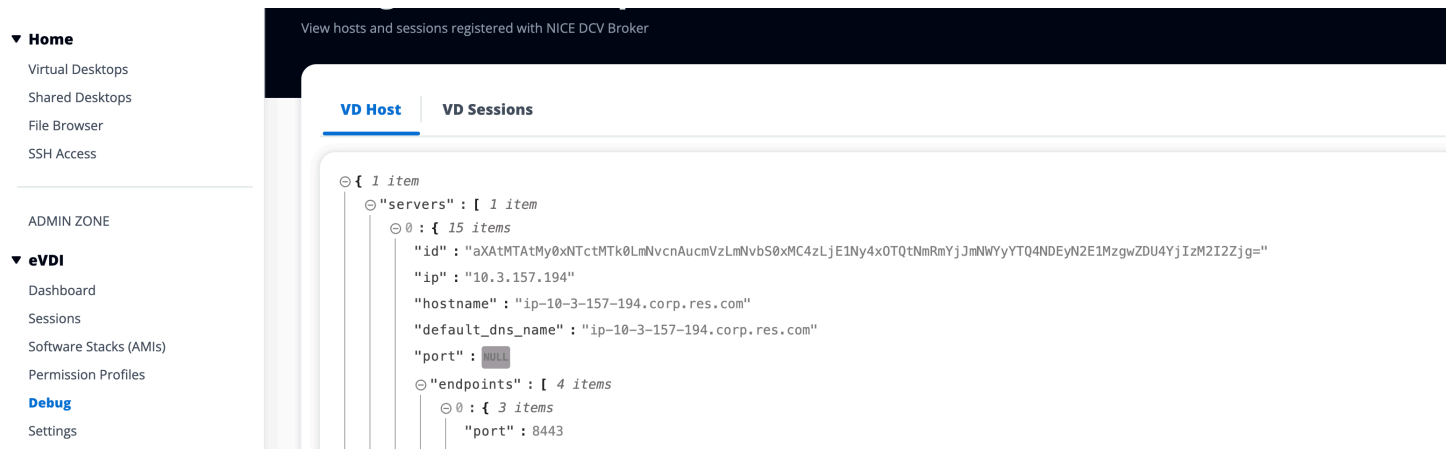 Home
Virtual Desktops
Shared Desktops
File Browser
SSH Access
ADMIN ZONE
eVDI
Dashboard
Sessions
Software Stacks (AMIs)
Permission Profiles
Debug
Settings
View hosts and sessions registered with NICE DCV Broker
VD Host
VD Sessions
{ 1 item
"servers" : [ 1 item
0 : { 15 items
"id" : "aXAtMTAtMy0xNTctMTk0LmNvcnAucmVzLmNvbS0xMC4zLjE1Ny4xOTQtNmRmYjJmNWYyYTQ4NDEyN2E1MzgwZDU4YjIzM2I2Zjg="
"ip" : "10.3.157.194"
"hostname" : "ip-10-3-157-194.corp.res.com"
"default_dns_name" : "ip-10-3-157-194.corp.res.com"
"port" : NULL
"endpoints" : [ 4 items
0 : { 3 items
"port" : 8443